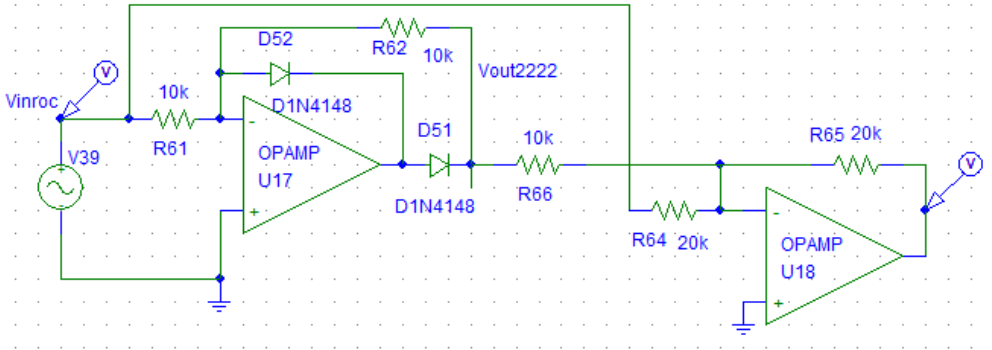 D52
R62
10k
V
Vout2222
Vinroc
10k
D1N4148
D51
10k
R65 20k
R61
-
OPAMP
U17
V39
+
-
V
R66
D1N4148
+
R64
20k
-
OPAMP
U18
+